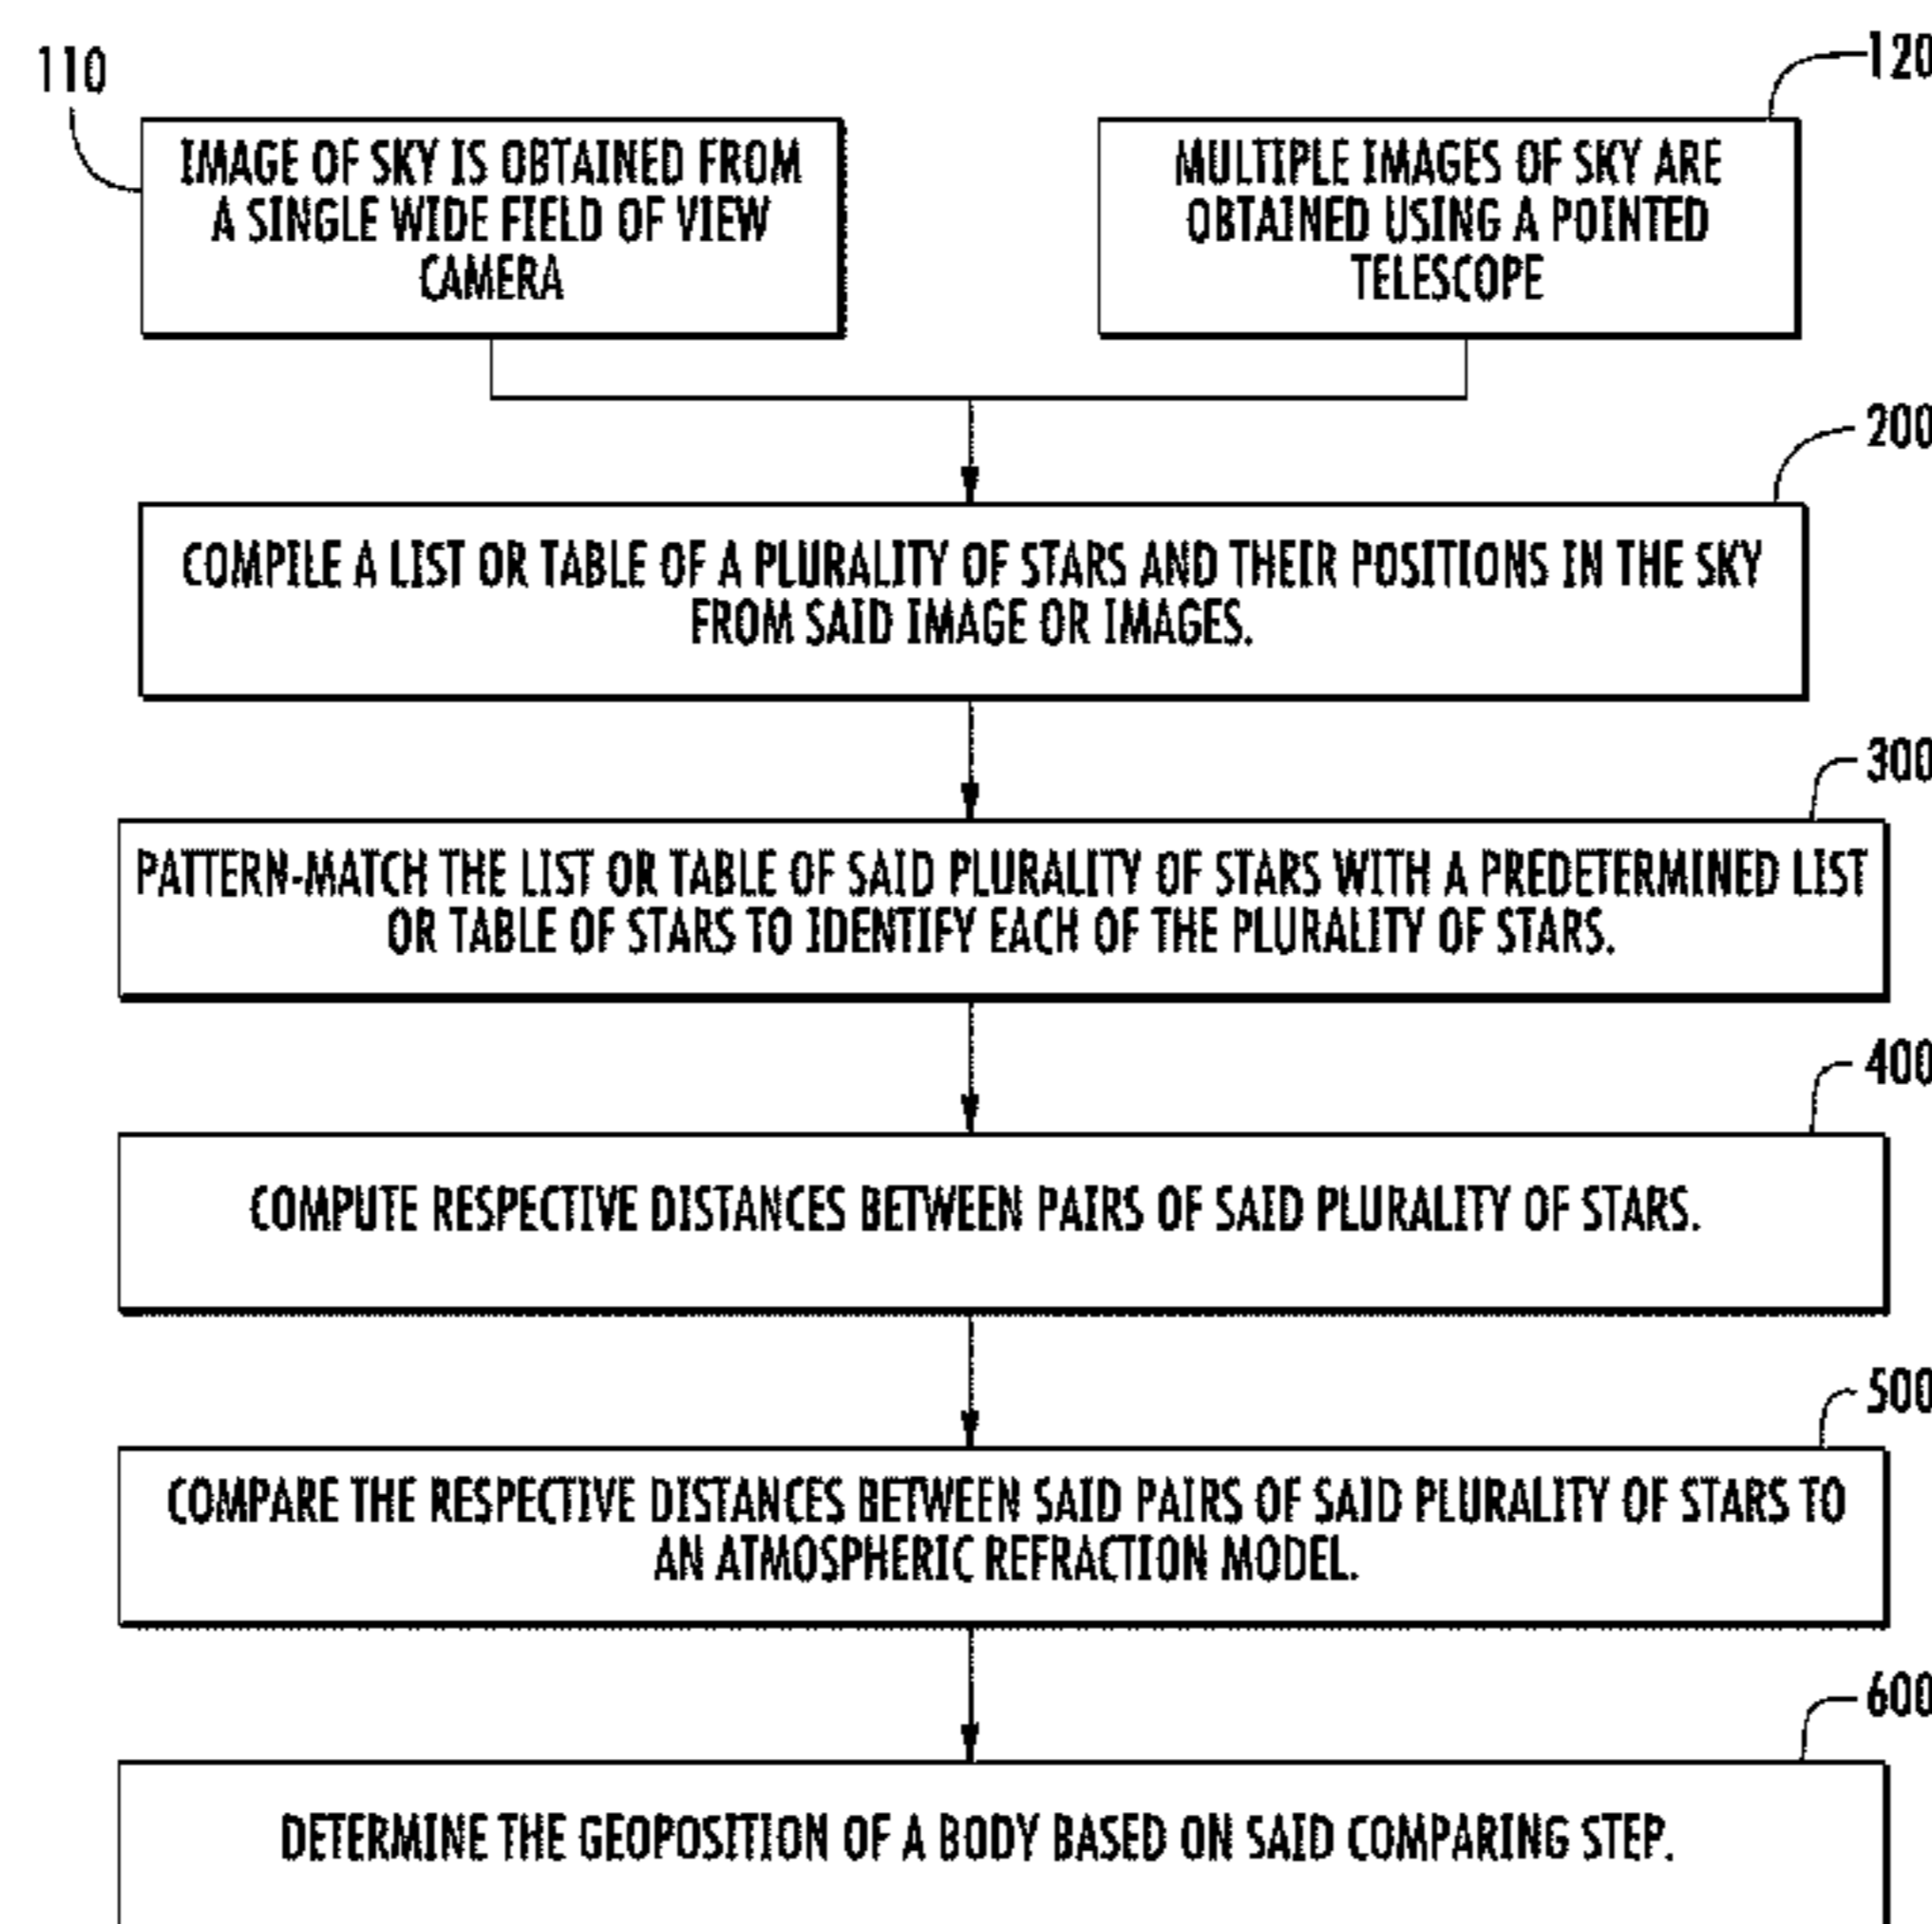 110
120
IMAGE OF SKY IS OBTAINED FROM
A SINGLE WIDE FIELD OF VIEW
CAMERA
MULTIPLE IMAGES OF SKY ARE
OBTAINED USING A POINTED
TELESCOPE
200
COMPILE A LIST OR TABLE OF A PLURALITY OF STARS AND THEIR POSITIONS IN THE SKY
FROM SAID IMAGE OR IMAGES.
300
PATTERN-MATCH THE LIST OR TABLE OF SAID PLURALITY OF STARS WITH A PREDETERMINED LIST
OR TABLE OF STARS TO IDENTIFY EACH OF THE PLURALITY OF STARS.
400
COMPUTE RESPECTIVE DISTANCES BETWEEN PAIRS OF SAID PLURALITY OF STARS.
500
COMPARE THE RESPECTIVE DISTANCES BETWEEN SAID PAIRS OF SAID PLURALITY OF STARS TO
AN ATMOSPHERIC REFRACTION MODEL.
600
DETERMINE THE GEOPOSITION OF A BODY BASED ON SAID COMPARING STEP.